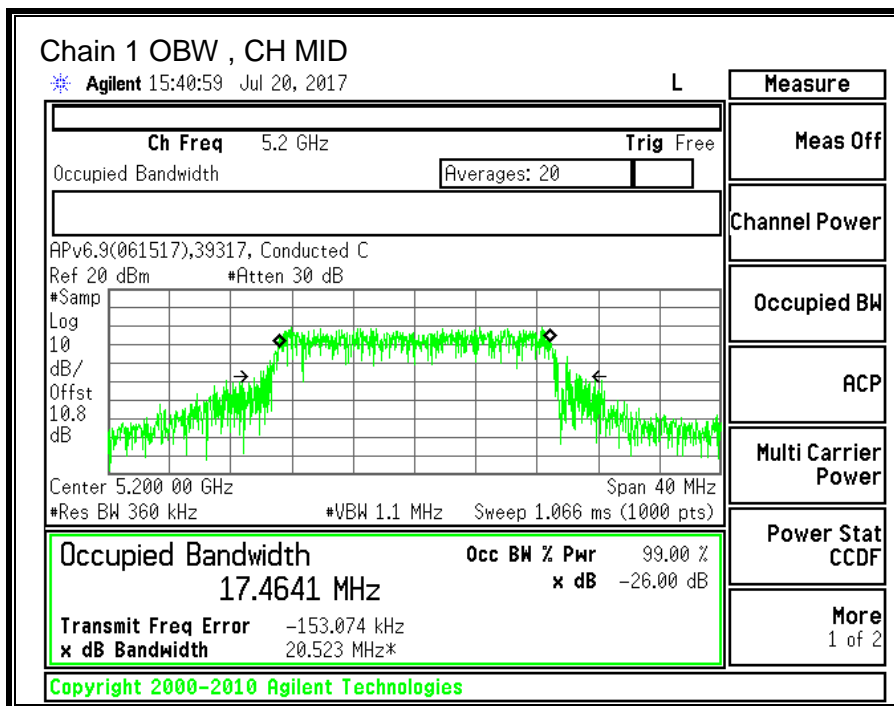 Chain 1 OBW , CH MID
Agilent 15:40:59 Jul 20, 2017 L
Measure
Ch Freq 5.2 GHz Trig Free
Meas Off
Occupied Bandwidth Averages: 20
Channel Power
APv6.9(061517),39317, Conducted C
Ref 20 dBm #Atten 30 dB
#Samp
Log
10
dB/
Offst
10.8
dB
Occupied BW
ACP
Multi Carrier
Power
Center 5.200 00 GHz Span 40 MHz
#Res BW 360 kHz #VBW 1.1 MHz Sweep 1.066 ms (1000 pts)
Power Stat
CCDF
Occupied Bandwidth Occ BW % Pwr 99.00 %
17.4641 MHz x dB -26.00 dB
Transmit Freq Error -153.074 kHz
x dB Bandwidth 20.523 MHz*
More
1 of 2
Copyright 2000-2010 Agilent Technologies